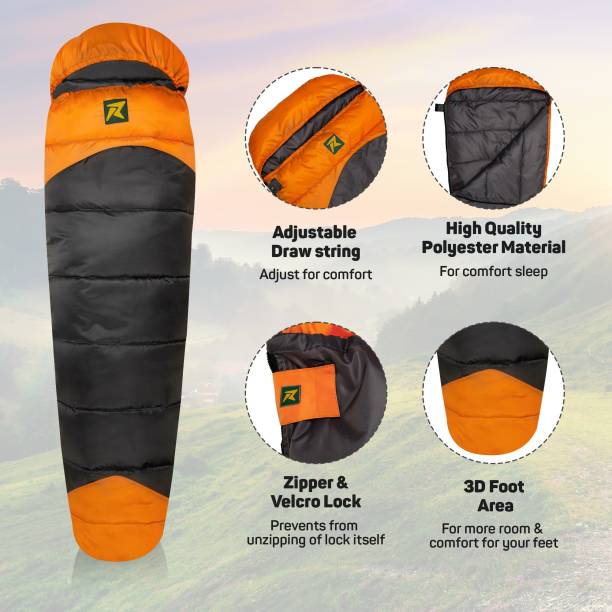 R
Adjustable
Draw string
Adjust for comfort
High Quality
Polyester Material
For comfort sleep
R
Zipper &
Velcro Lock
Prevents from
unzipping of lock itself
3D Foot
Area
For more room &
comfort for your feet